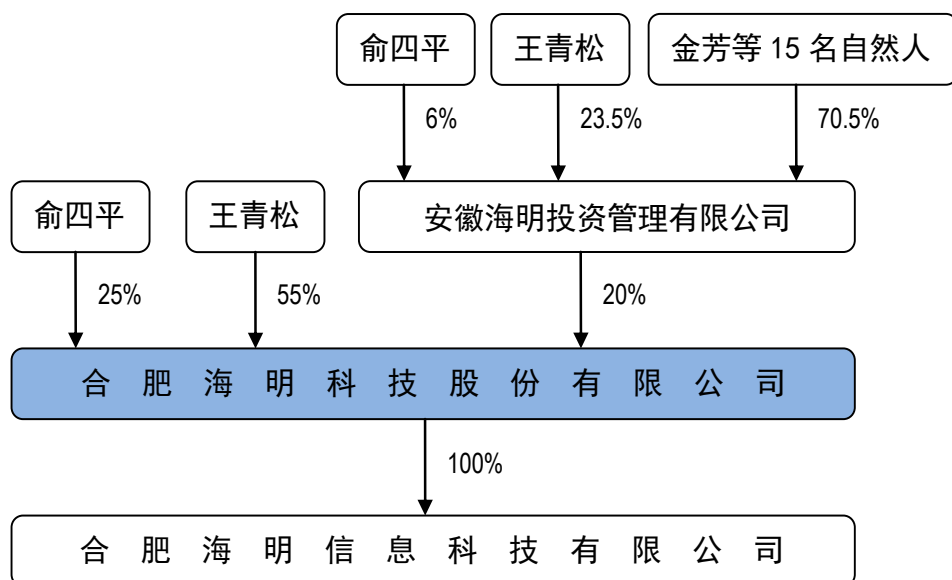 俞四平 王青松 金芳等 15 名自然人
6% 23.5% 70.5%
俞四平 王青松 安徽海明投资管理有限公司
25% 55% 20%
合肥海明科技股份有限公司
100%
合肥海明信息科技有限公司